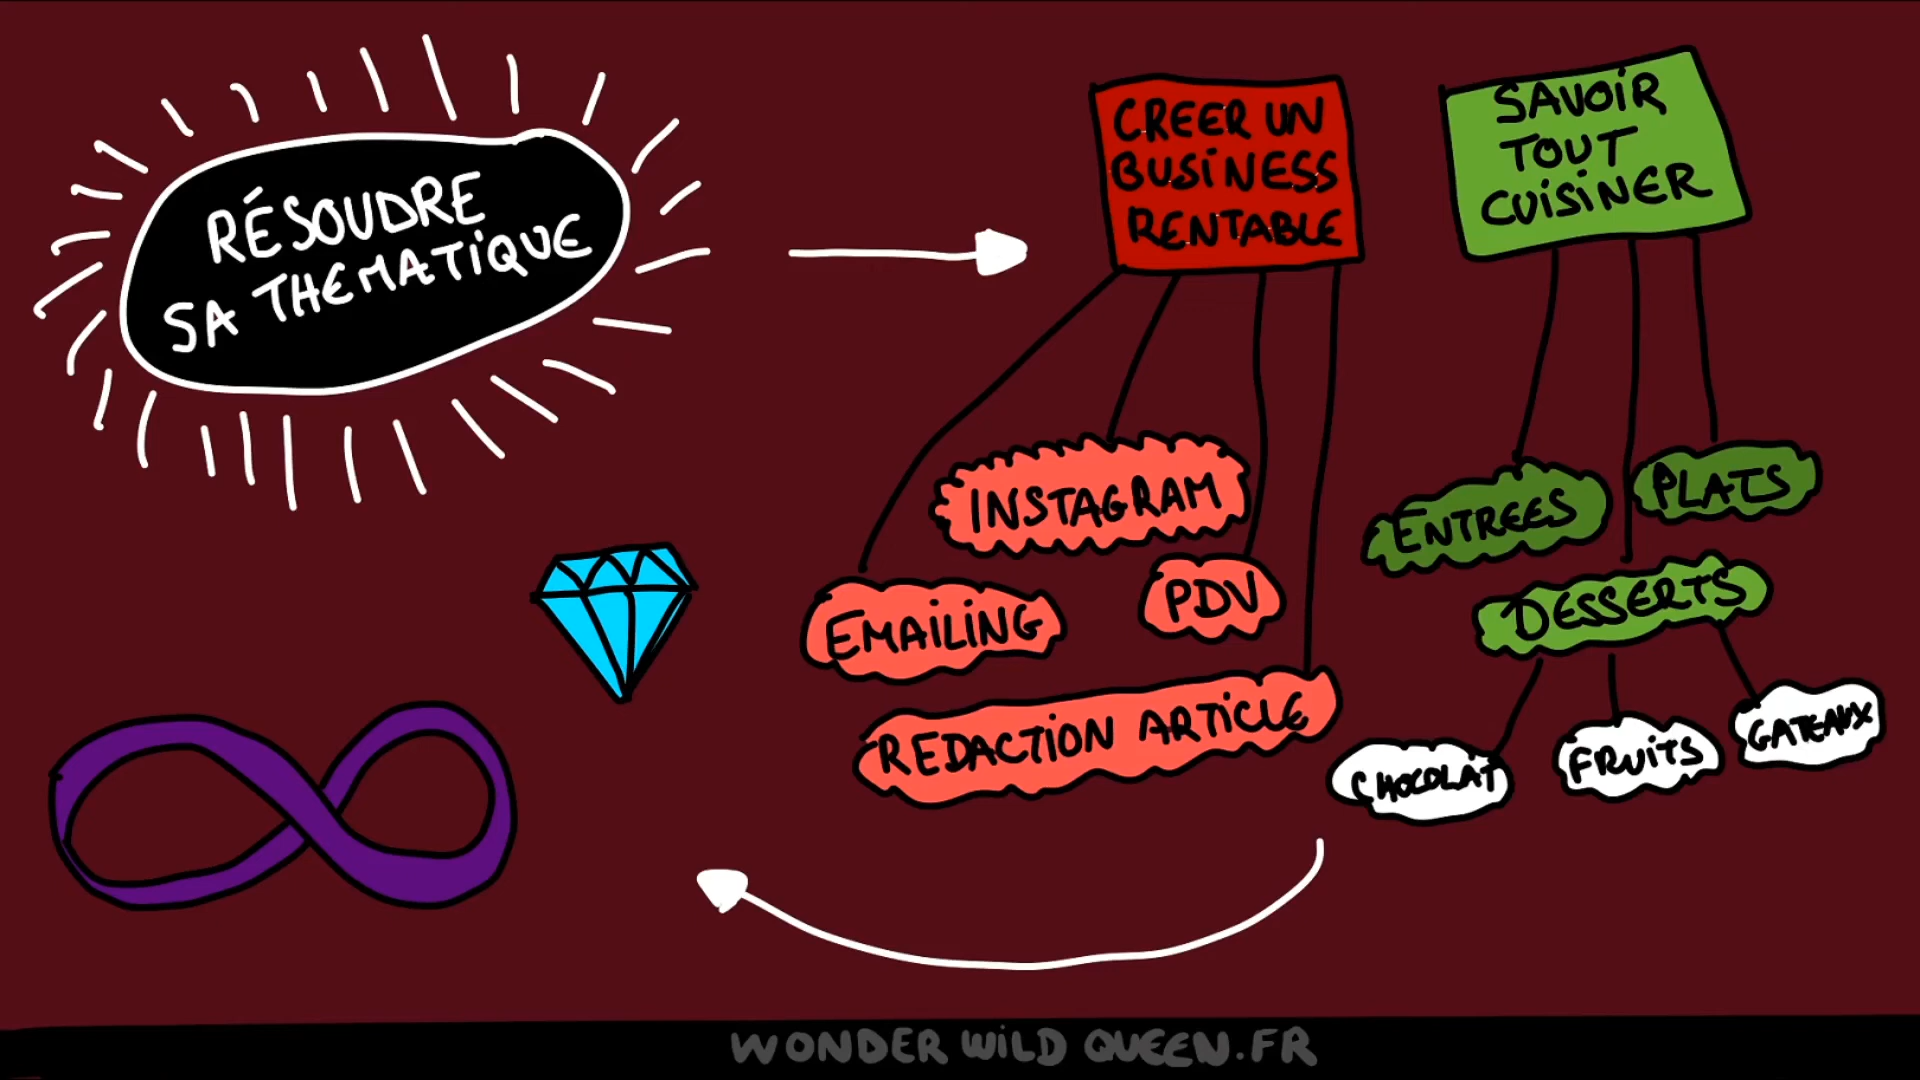 RÉSOUDRE
SA THEMATIQUE
CREER UN
BUSINESS
RENTABLE
SAVOIR
TOUT
CUISINER
INSTAGRAM
EMAILING
PDV
REDACTION ARTICLE
ENTREES
PLATS
DESSERTS
CHOCOLAT
FRUITS
GATEAUX
WONDER WILD QUEEN.FR